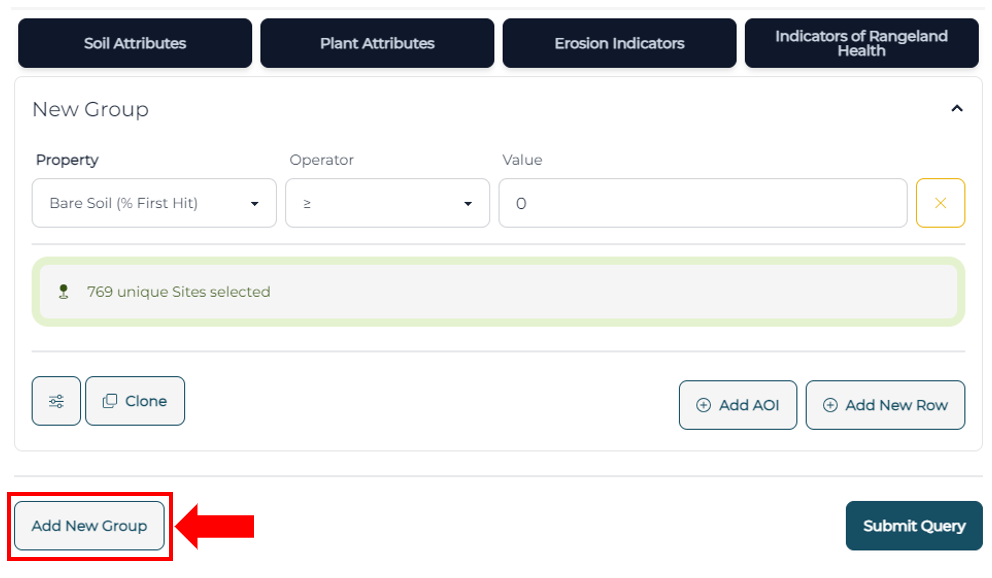 Soil Attributes
Plant Attributes
Erosion Indicators
Indicators of Rangeland
Health
New Group
Property
Operator
Value
Bare Soil (% First Hit)
≥
0
769 unique Sites selected
Clone
Add AOI
Add New Row
Add New Group
Submit Query